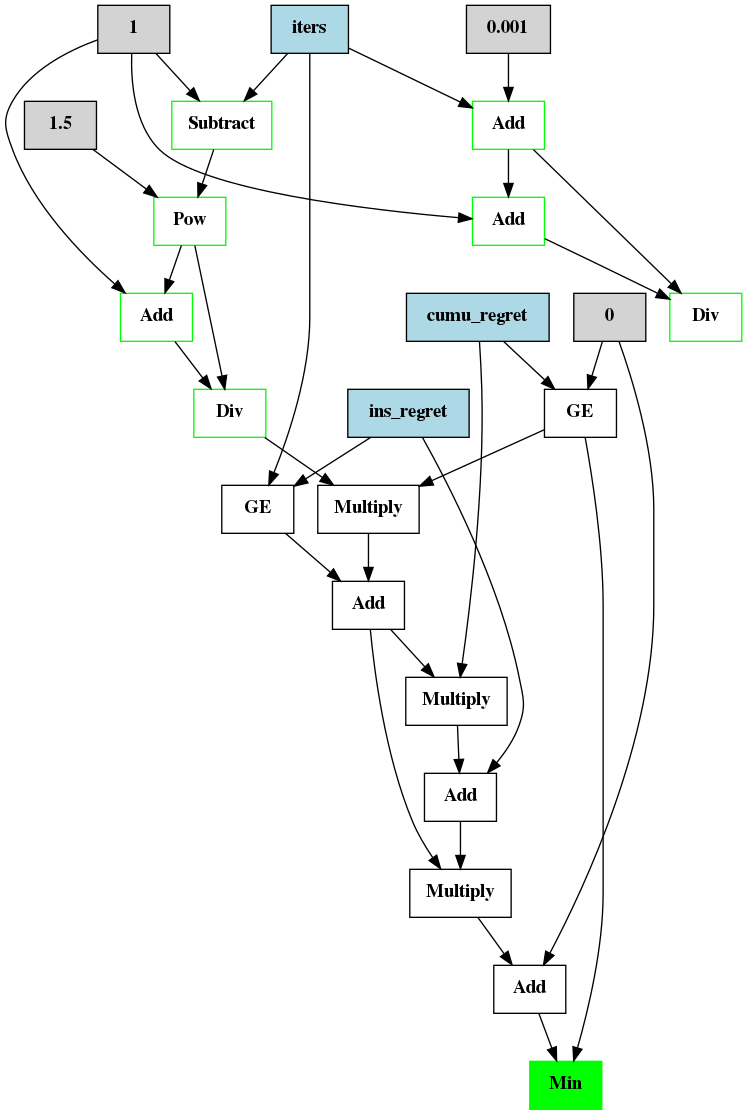 1
iters
0.001
1.5
Subtract
Add
Pow
Add
Add
cumu_regret
0
Div
Div
ins_regret
GE
GE
Multiply
Add
Multiply
Add
Multiply
Add
Min